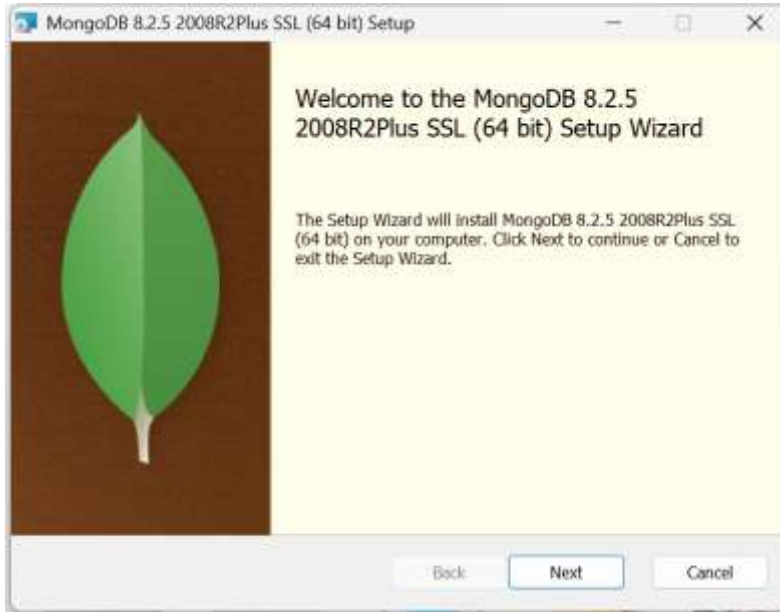 MongoDB 8.2.5 2008R2Plus SSL (64 bit) Setup
Welcome to the MongoDB 8.2.5
2008R2Plus SSL (64 bit) Setup Wizard
The Setup Wizard will install MongoDB 8.2.5 2008R2Plus SSL
(64 bit) on your computer. Click Next to continue or Cancel to
exit the Setup Wizard.
Back Next Cancel